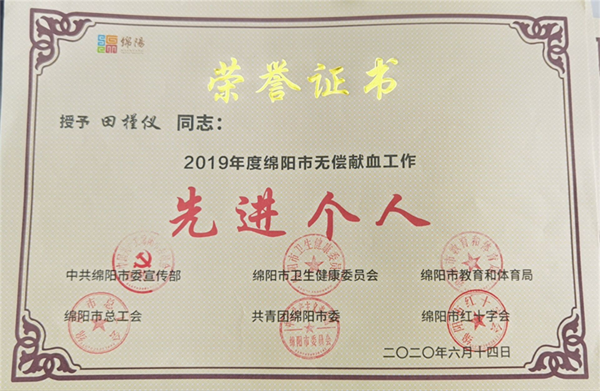 绵阳
荣誉证书
授予 田槿仪 同志：
2019年度绵阳市无偿献血工作
先进个人
中共绵阳市委宣传部 绵阳市卫生健康委员会 绵阳市教育和体育局
绵阳市总工会 共青团绵阳市委 绵阳市红十字会
二〇二〇年六月十四日